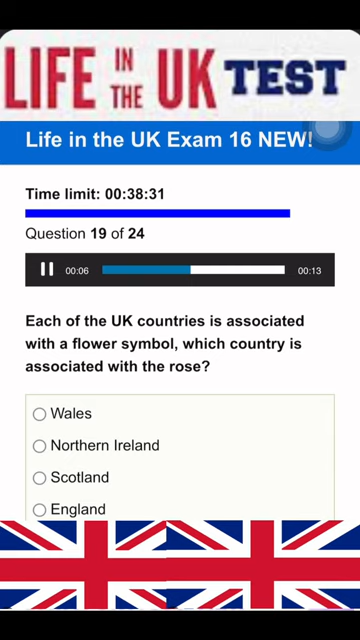 LIFE IN THE UK TEST
Life in the UK Exam 16 NEW!
Time limit: 00:38:31
Question 19 of 24
00:06 00:13
Each of the UK countries is associated
with a flower symbol, which country is
associated with the rose?
Wales
Northern Ireland
Scotland
England